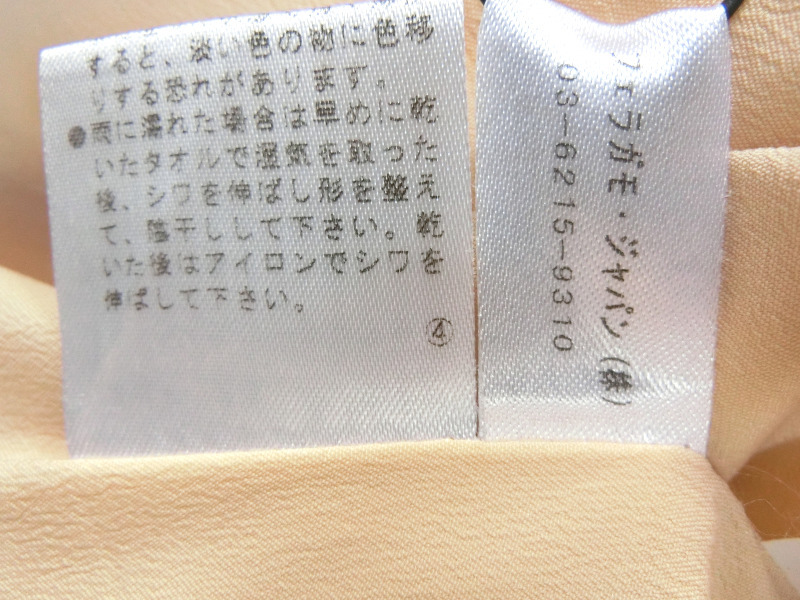 すると、淡い色の物に色移
りする恐れがあります。
●雨に濡れた場合は早めに乾
いたタオルで湿気を取った
後、シワを伸ばし形を整え
て、陰干しして下さい。乾
いた後はアイロンでシワを
伸ばして下さい。
④
フェラガモ・ジャパン(株)
03-6215-9310